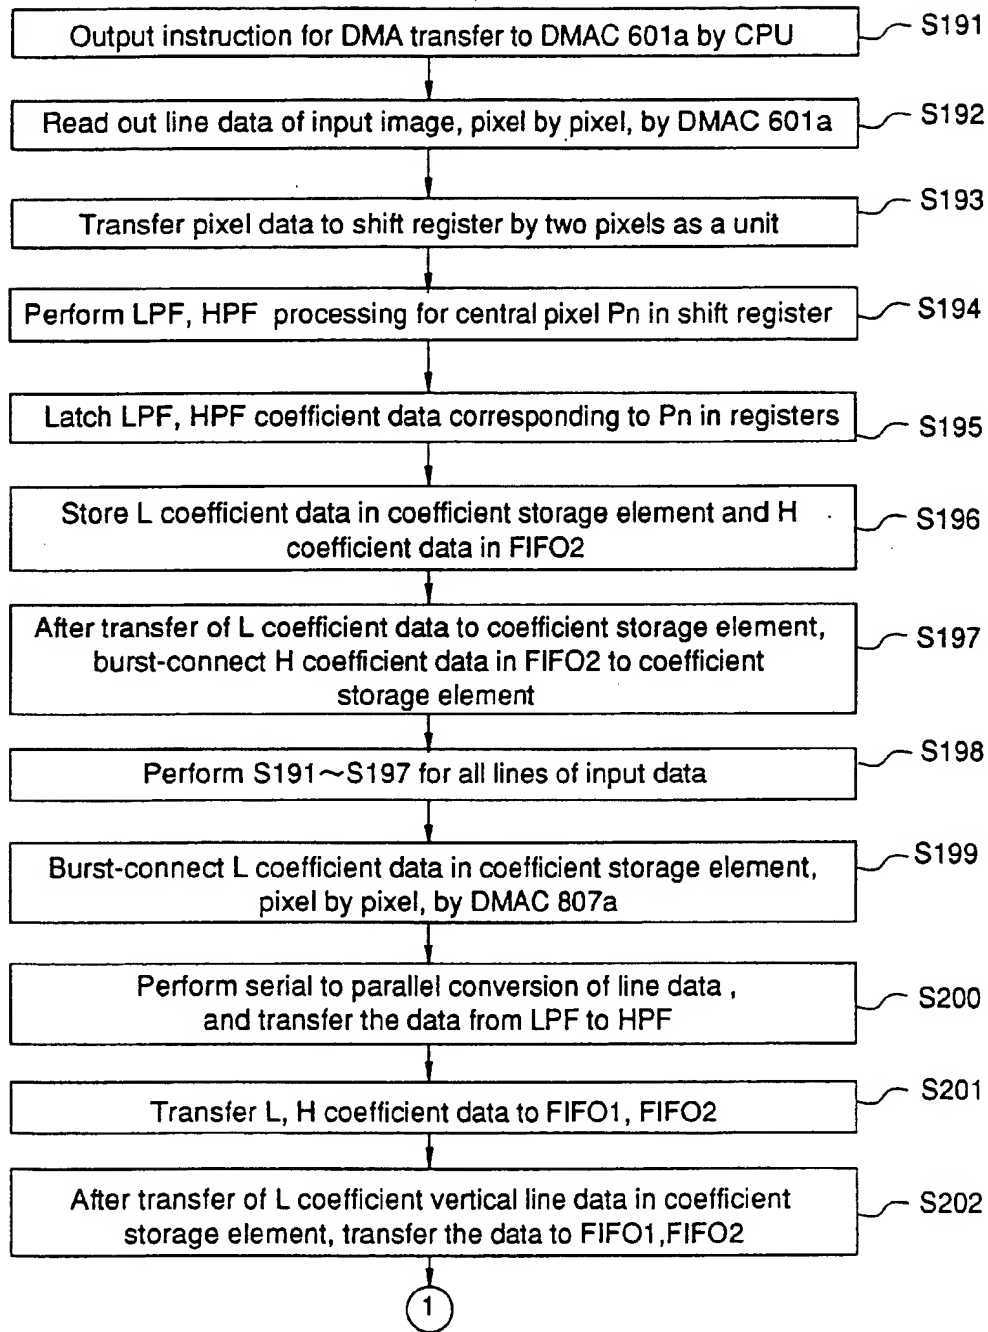 Output instruction for DMA transfer to DMAC 601a by CPU
S191
Read out line data of input image, pixel by pixel, by DMAC 601a
S192
Transfer pixel data to shift register by two pixels as a unit
S193
Perform LPF, HPF processing for central pixel Pn in shift register
S194
Latch LPF, HPF coefficient data corresponding to Pn in registers
S195
Store L coefficient data in coefficient storage element and H
coefficient data in FIFO2
S196
After transfer of L coefficient data to coefficient storage element,
burst-connect H coefficient data in FIFO2 to coefficient
storage element
S197
Perform S191~S197 for all lines of input data
S198
Burst-connect L coefficient data in coefficient storage element,
pixel by pixel, by DMAC 807a
S199
Perform serial to parallel conversion of line data ,
and transfer the data from LPF to HPF
S200
Transfer L, H coefficient data to FIFO1, FIFO2
S201
After transfer of L coefficient vertical line data in coefficient
storage element, transfer the data to FIFO1,FIFO2
S202
1